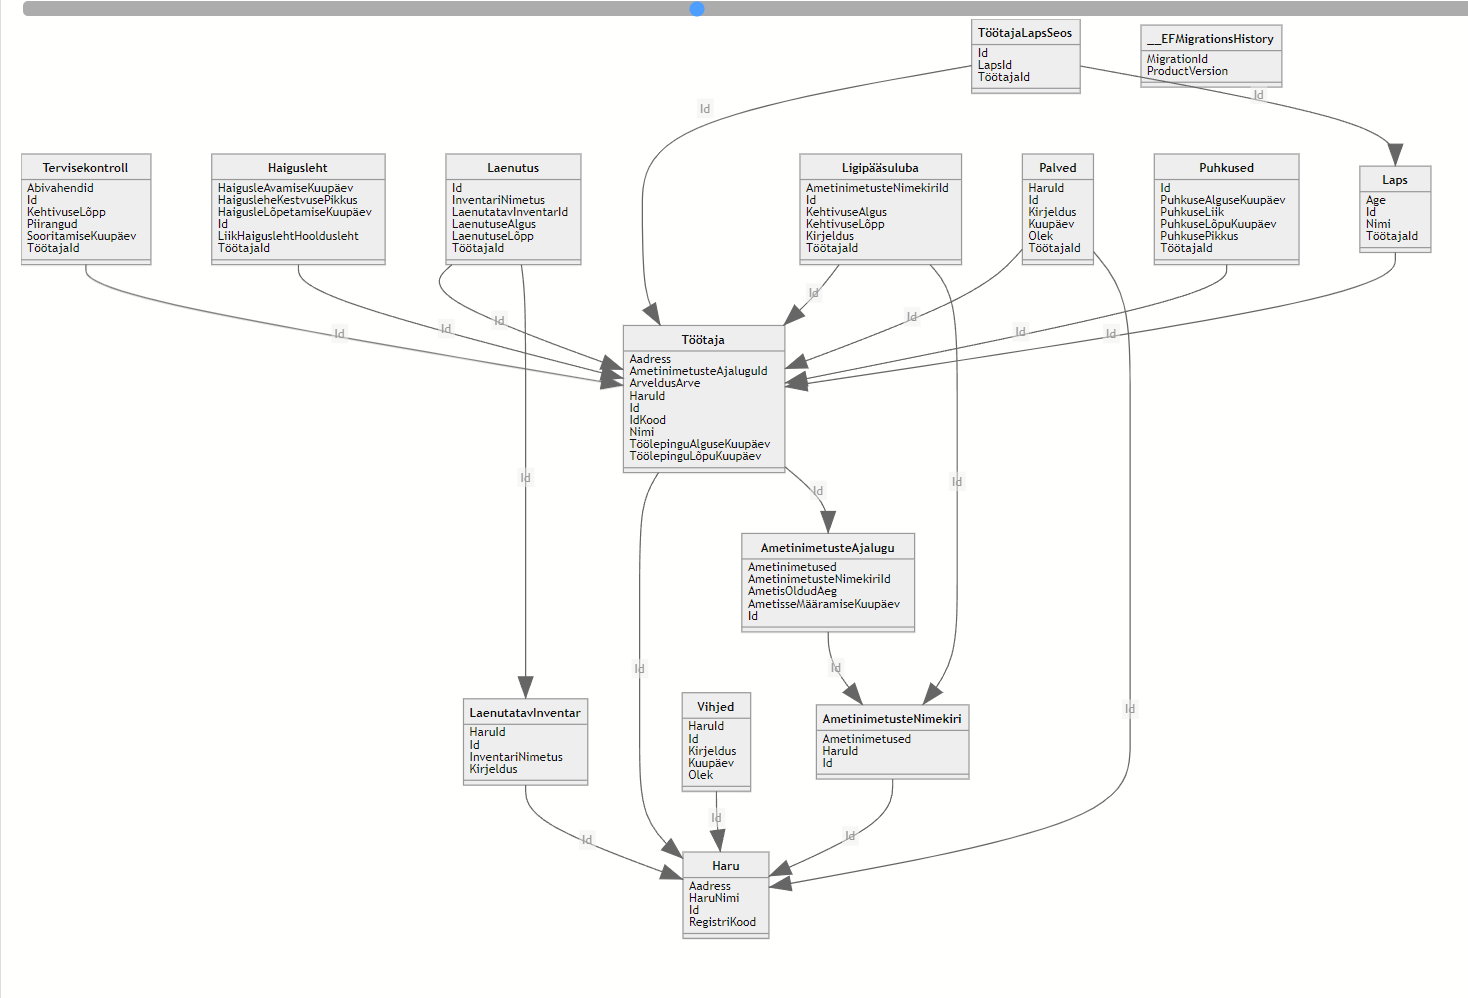 TöötajaLapsSeos
Id
LapsId
TöötajaId
__EFMigrationsHistory
MigrationId
ProductVersion
Id
Id
Tervisekontroll
Abivahendid
Id
KehtivuseLõpp
Piirangud
SooritamiseKuupäev
TöötajaId
Haigusleht
HaigusleAvamiseKuupäev
HaigusleheKestvusePikkus
HaigusleLõpetamiseKuupäev
Id
LiikHaiguslehtHooldusleht
TöötajaId
Laenutus
Id
InventariNimetus
LaenutatavInventarId
LaenutuseAlgus
LaenutuseLõpp
TöötajaId
Ligipääsuluba
AmetinimetusteNimekiriId
Id
KehtivuseAlgus
KehtivuseLõpp
Kirjeldus
TöötajaId
Palved
HaruId
Id
Kirjeldus
Kuupäev
Olek
TöötajaId
Puhkused
Id
PuhkuseAlguseKuupäev
PuhkuseLiik
PuhkuseLõpuKuupäev
PuhkusePikkus
TöötajaId
Laps
Age
Id
Nimi
TöötajaId
Id
Id
Id
Id
Id
Id
Id
Töötaja
Aadress
AmetinimetusteAjaluguId
ArveldusArve
HaruId
Id
IdKood
Nimi
TöölepinguAlguseKuupäev
TöölepinguLõpuKuupäev
Id
Id
Id
AmetinimetusteAjalugu
Ametinimetused
AmetinimetusteNimekiriId
AmetisOldudAeg
AmetisseMääramiseKuupäev
Id
Id
Id
Id
LaenutatavInventar
HaruId
Id
InventariNimetus
Kirjeldus
Vihjed
HaruId
Id
Kirjeldus
Kuupäev
Olek
AmetinimetusteNimekiri
Ametinimetused
HaruId
Id
Id
Id
Id
Haru
Aadress
HaruNimi
Id
RegistriKood